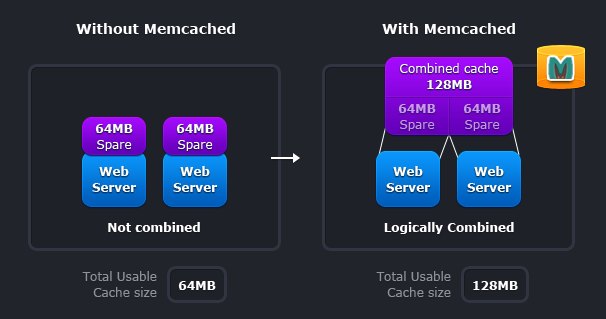 Without Memcached
64MB
Spare
64MB
Spare
Web
Server
Web
Server
Not combined
Total Usable
Cache size
64MB
With Memcached
M
Combined cache
128MB
64MB
Spare
64MB
Spare
Web
Server
Web
Server
Logically Combined
Total Usable
Cache size
128MB